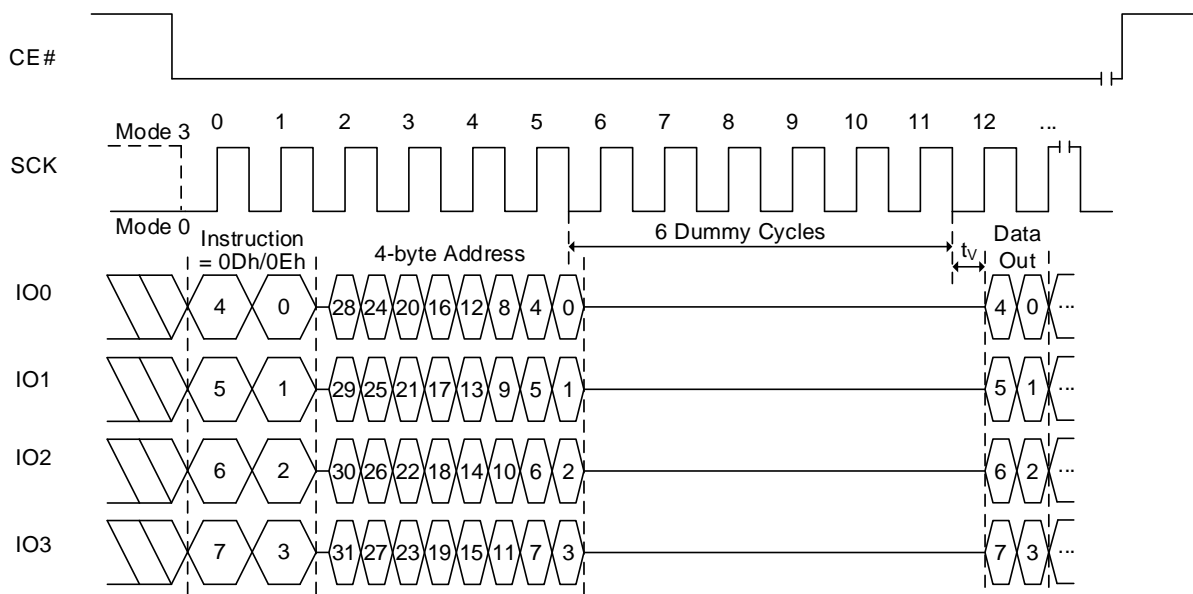 CE#
Mode 3 0 1 2 3 4 5 6 7 8 9 10 11 12 ...
SCK
Mode 0
Instruction
= 0Dh/0Eh
4-byte Address
6 Dummy Cycles
tV
Data
Out
IO0 4 0 28 24 20 16 12 8 4 0 4 0 ...
IO1 5 1 29 25 21 17 13 9 5 1 5 1 ...
IO2 6 2 30 26 22 18 14 10 6 2 6 2 ...
IO3 7 3 31 27 23 19 15 11 7 3 7 3 ...